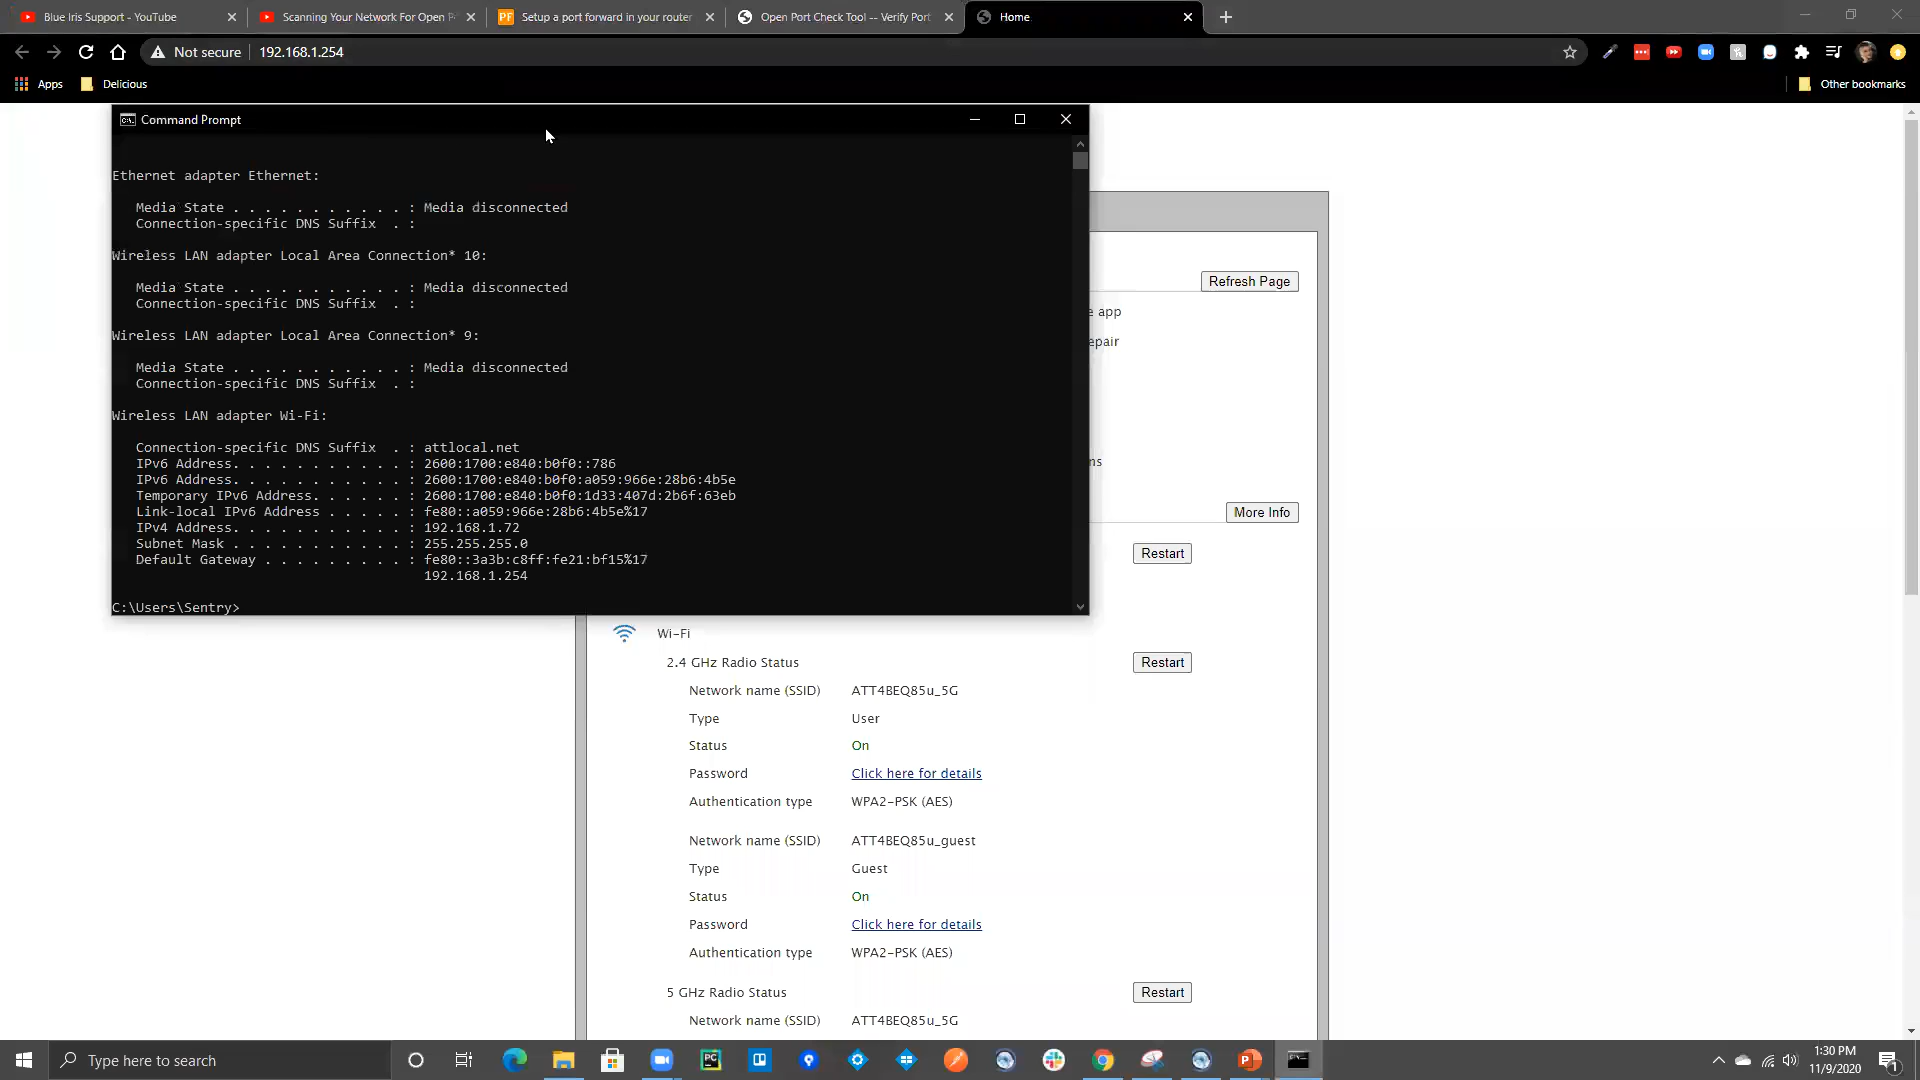 Blue Iris Support - YouTube
Scanning Your Network For Open P
Setup a port forward in your router
Open Port Check Tool -- Verify Port
Home
Not secure
192.168.1.254
Apps
Delicious
Other bookmarks
Command Prompt
Ethernet adapter Ethernet:
Media State . . . . . . . . . . . : Media disconnected
Connection-specific DNS Suffix  . :
Wireless LAN adapter Local Area Connection* 10:
Media State . . . . . . . . . . . : Media disconnected
Connection-specific DNS Suffix  . :
Wireless LAN adapter Local Area Connection* 9:
Media State . . . . . . . . . . . : Media disconnected
Connection-specific DNS Suffix  . :
Wireless LAN adapter Wi-Fi:
Connection-specific DNS Suffix  . : attlocal.net
IPv6 Address. . . . . . . . . . . : 2600:1700:e840:b0f0::786
IPv6 Address. . . . . . . . . . . : 2600:1700:e840:b0f0:a059:966e:28b6:4b5e
Temporary IPv6 Address. . . . . . : 2600:1700:e840:b0f0:1d33:407d:2b6f:63eb
Link-local IPv6 Address . . . . . : fe80::a059:966e:28b6:4b5e%17
IPv4 Address. . . . . . . . . . . : 192.168.1.72
Subnet Mask . . . . . . . . . . . : 255.255.255.0
Default Gateway . . . . . . . . . : fe80::3a3b:c8ff:fe21:bf15%17
192.168.1.254
C:\Users\Sentry>
Refresh Page
e app
epair
ns
More Info
Restart
Wi-Fi
2.4 GHz Radio Status
Restart
Network name (SSID) ATT4BEQ85u_5G
Type User
Status On
Password Click here for details
Authentication type WPA2-PSK (AES)
Network name (SSID) ATT4BEQ85u_guest
Type Guest
Status On
Password Click here for details
Authentication type WPA2-PSK (AES)
5 GHz Radio Status
Restart
Network name (SSID) ATT4BEQ85u_5G
Type here to search
1:30 PM
11/9/2020